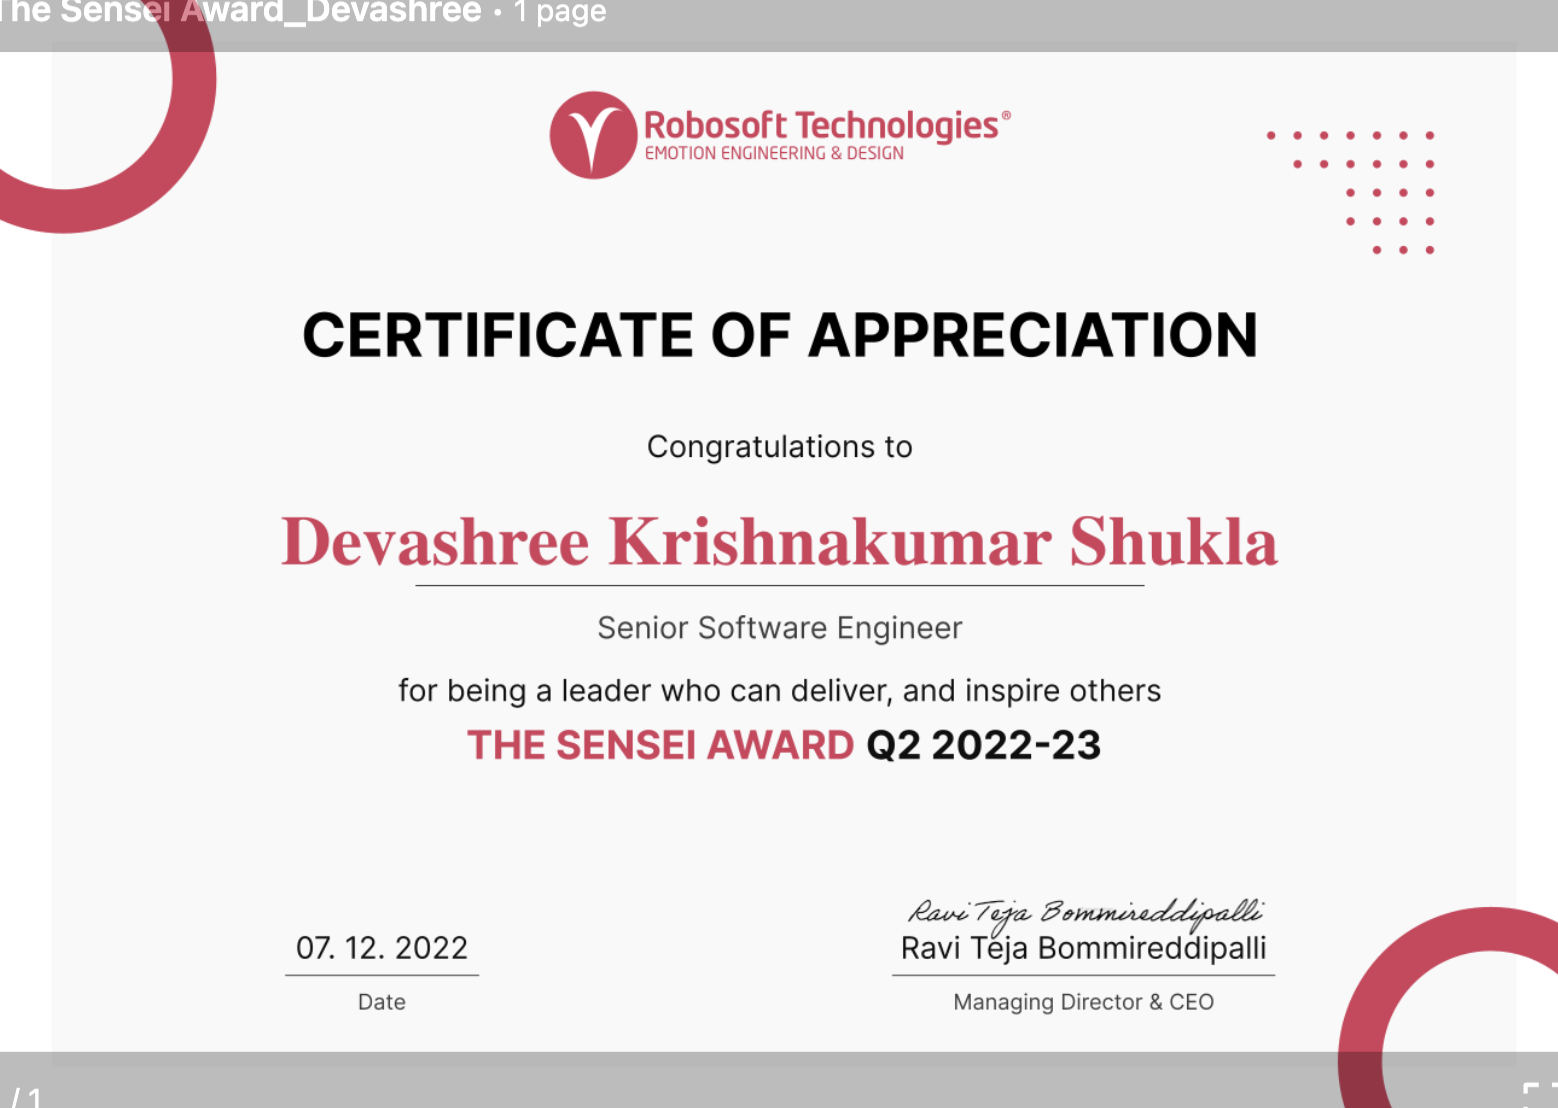 The Sensei Award_Devashree • 1 page
Robosoft Technologies®
EMOTION ENGINEERING & DESIGN
CERTIFICATE OF APPRECIATION
Congratulations to
Devashree Krishnakumar Shukla
Senior Software Engineer
for being a leader who can deliver, and inspire others
THE SENSEI AWARD Q2 2022-23
Ravi Teja Bommireddipalli
07. 12. 2022 Ravi Teja Bommireddipalli
Date Managing Director & CEO
/ 1